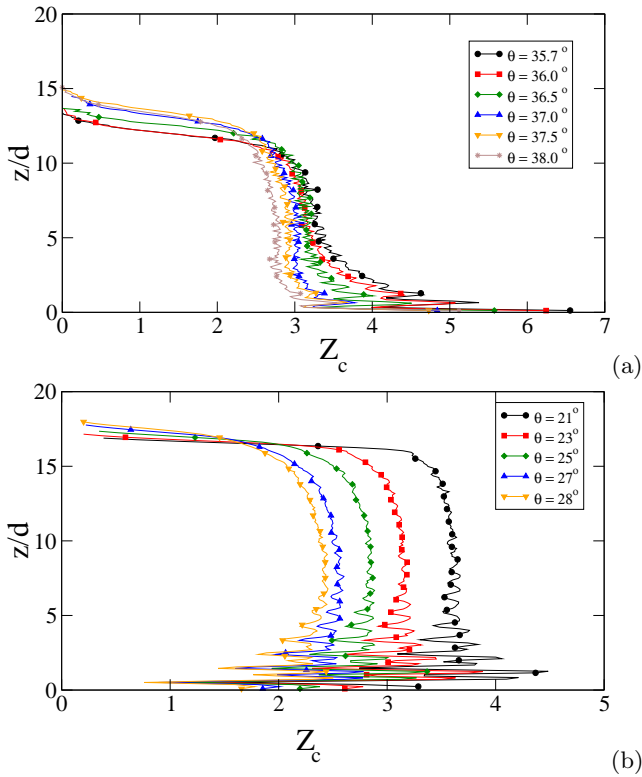 20
15
10
5
0
z/d
θ = 35.7 °
θ = 36.0 °
θ = 36.5 °
θ = 37.0 °
θ = 37.5 °
θ = 38.0 °
0 1 2 3 4 5 6 7
Z_c
(a)
20
15
10
5
0
z/d
θ = 21°
θ = 23°
θ = 25°
θ = 27°
θ = 28°
0 1 2 3 4 5
Z_c
(b)